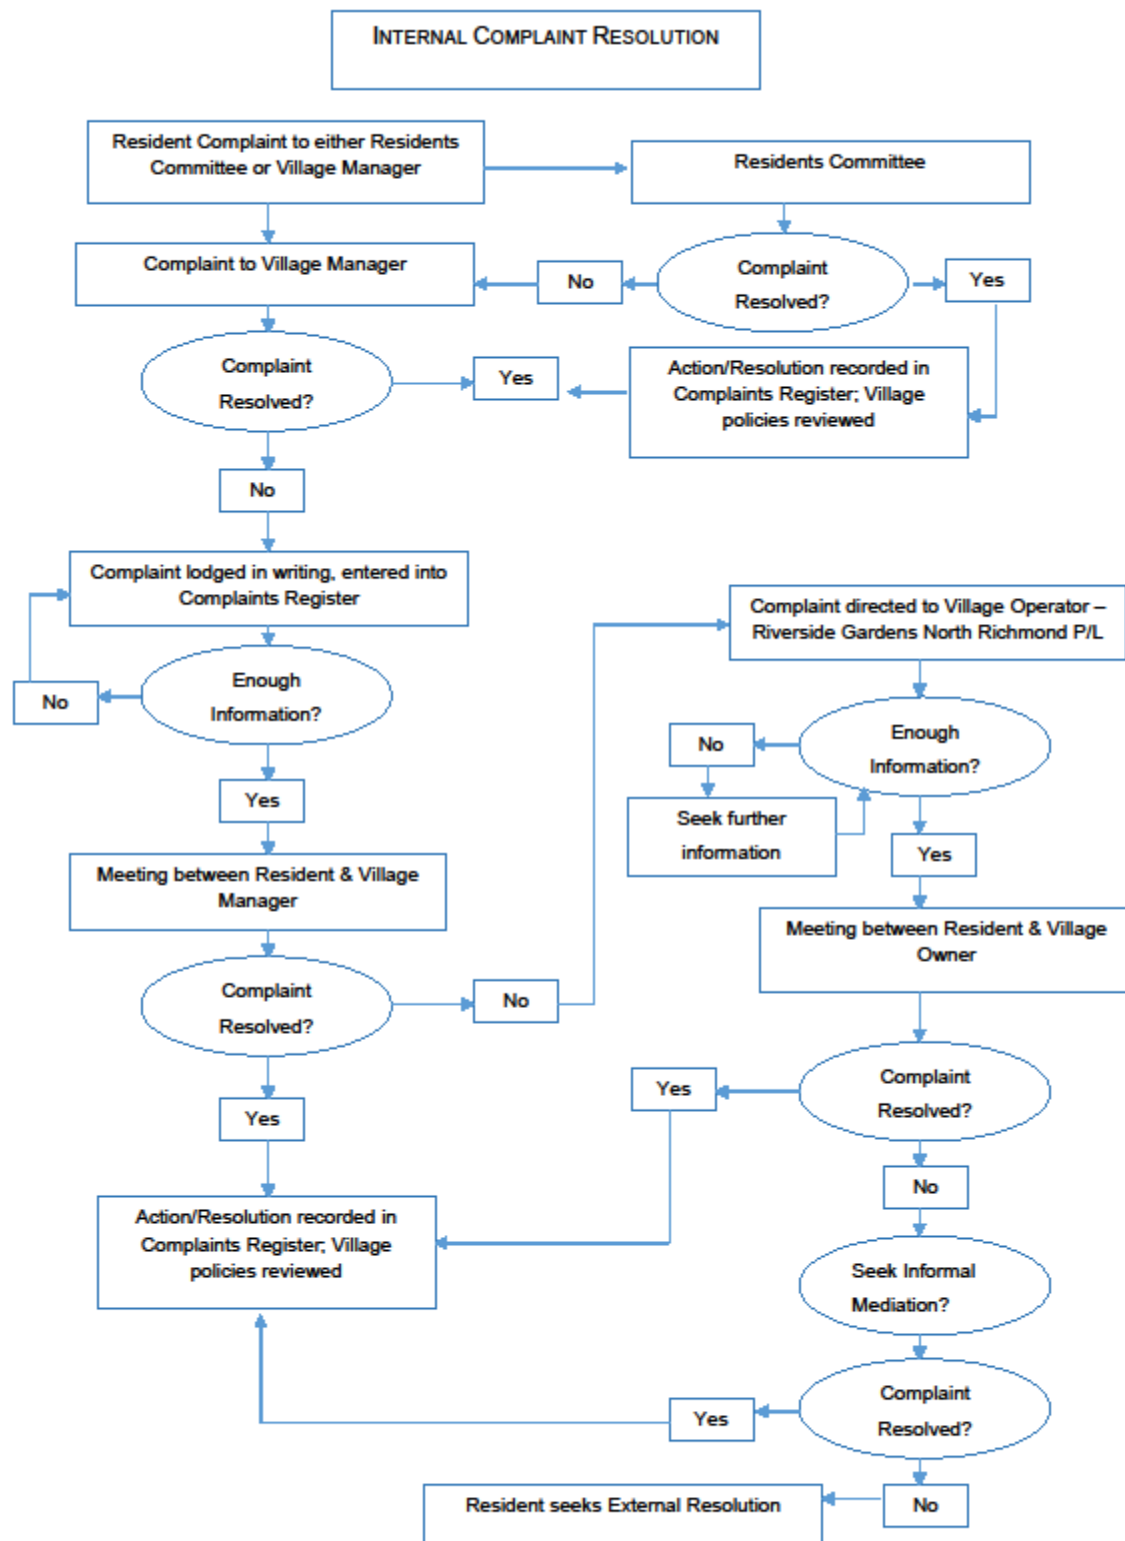 INTERNAL COMPLAINT RESOLUTION
Resident Complaint to either Residents
Committee or Village Manager
Residents Committee
Complaint to Village Manager
No
Complaint
Resolved?
Yes
Complaint
Resolved?
Yes
Action/Resolution recorded in
Complaints Register; Village
policies reviewed
No
Complaint lodged in writing, entered into
Complaints Register
Complaint directed to Village Operator –
Riverside Gardens North Richmond P/L
No
Enough
Information?
No
Enough
Information?
Yes
Seek further
information
Yes
Meeting between Resident & Village
Manager
Meeting between Resident & Village
Owner
Complaint
Resolved?
No
Yes
Complaint
Resolved?
Yes
No
Action/Resolution recorded in
Complaints Register; Village
policies reviewed
Seek Informal
Mediation?
Yes
Complaint
Resolved?
Resident seeks External Resolution
No